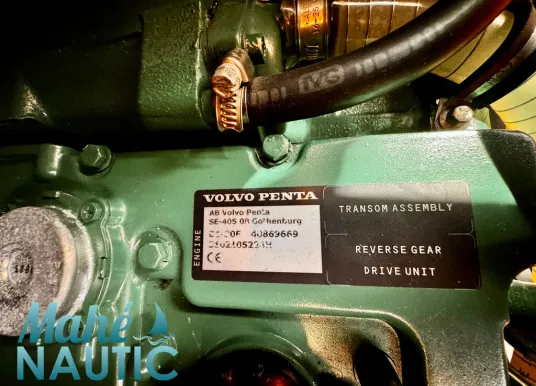 VOLVO PENTA
AB Volvo Penta
SE-405 08 Gothenburg
40869669
ENGINE
CE
TRANSOM ASSEMBLY
REVERSE GEAR
DRIVE UNIT
Mahé
NAUTIC